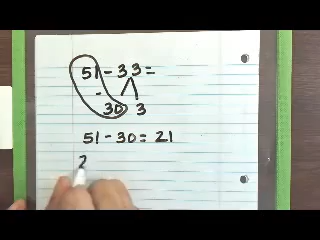 51 - 33 =
- 30 3
51 - 30 = 21
2